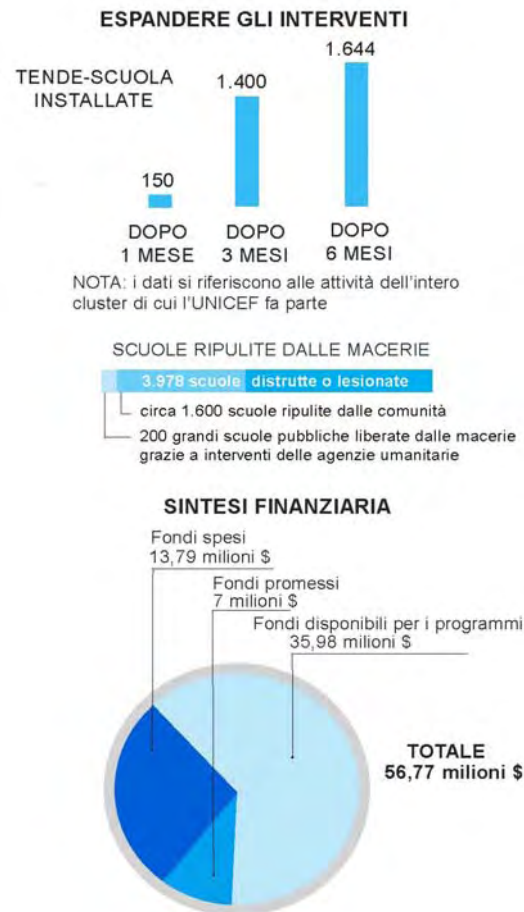 ESPANDERE GLI INTERVENTI
TENDE-SCUOLA
INSTALLATE
150
1.400
1.644
DOPO
1 MESE
DOPO
3 MESI
DOPO
6 MESI
NOTA: i dati si riferiscono alle attività dell'intero
cluster di cui l'UNICEF fa parte
SCUOLE RIPULITE DALLE MACERIE
3.978 scuole distrutte o lesionate
circa 1.600 scuole ripulite dalle comunità
200 grandi scuole pubbliche liberate dalle macerie
grazie a interventi delle agenzie umanitarie
SINTESI FINANZIARIA
Fondi spesi
13,79 milioni $
Fondi promessi
7 milioni $
Fondi disponibili per i programmi
35,98 milioni $
TOTALE
56,77 milioni $